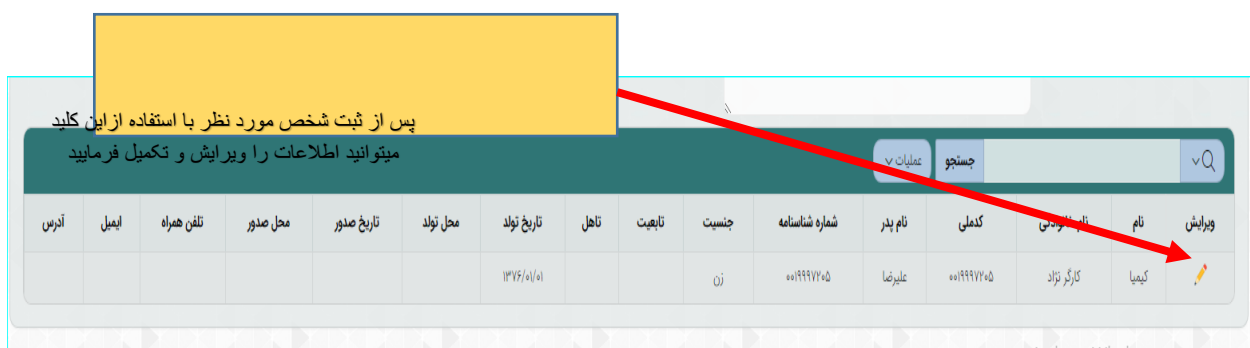 پس از ثبت شخص مورد نظر با استفاده ازاین کلید
میتوانید اطلاعات را ویرایش و تکمیل فرمایید
جستجو عملیات
ویرایش نام نام خانوادگی کدملی نام پدر شماره شناسنامه جنسیت تابعیت تاهل تاریخ تولد محل تولد تاریخ صدور محل صدور تلفن همراه ایمیل آدرس
کیمیا کارگر نژاد ۰۰۱۹۹۹۷۲۰۵ علیرضا ۰۰۱۹۹۹۷۲۰۵ زن ۱۳۷۶/۰۱/۰۱